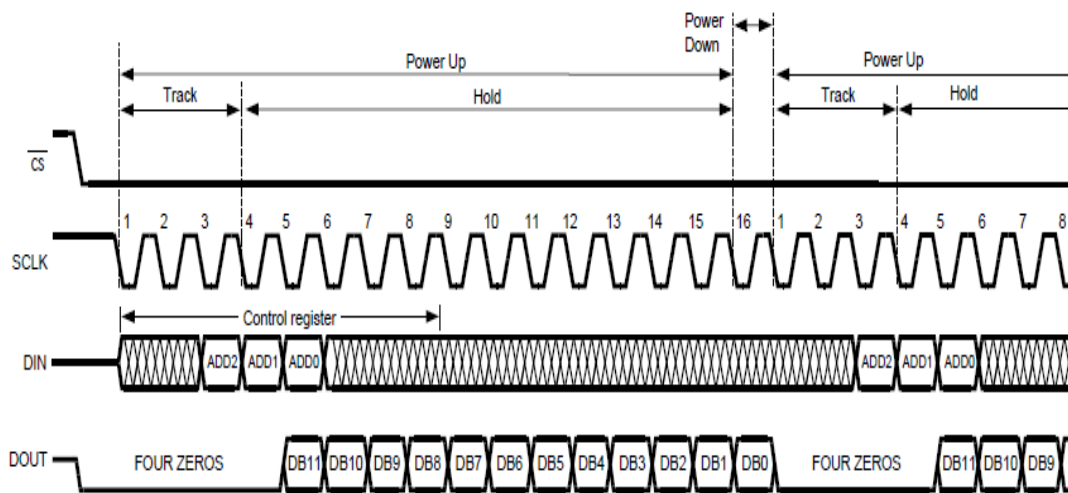 Power
Down
Power Up
Power Up
Track
Hold
Track
Hold
CS
1 2 3 4 5 6 7 8 9 10 11 12 13 14 15 16 1 2 3 4 5 6 7 8
SCLK
Control register
DIN
ADD2 ADD1 ADD0 ADD2 ADD1 ADD0
DOUT
FOUR ZEROS DB11 DB10 DB9 DB8 DB7 DB6 DB5 DB4 DB3 DB2 DB1 DB0 FOUR ZEROS DB11 DB10 DB9